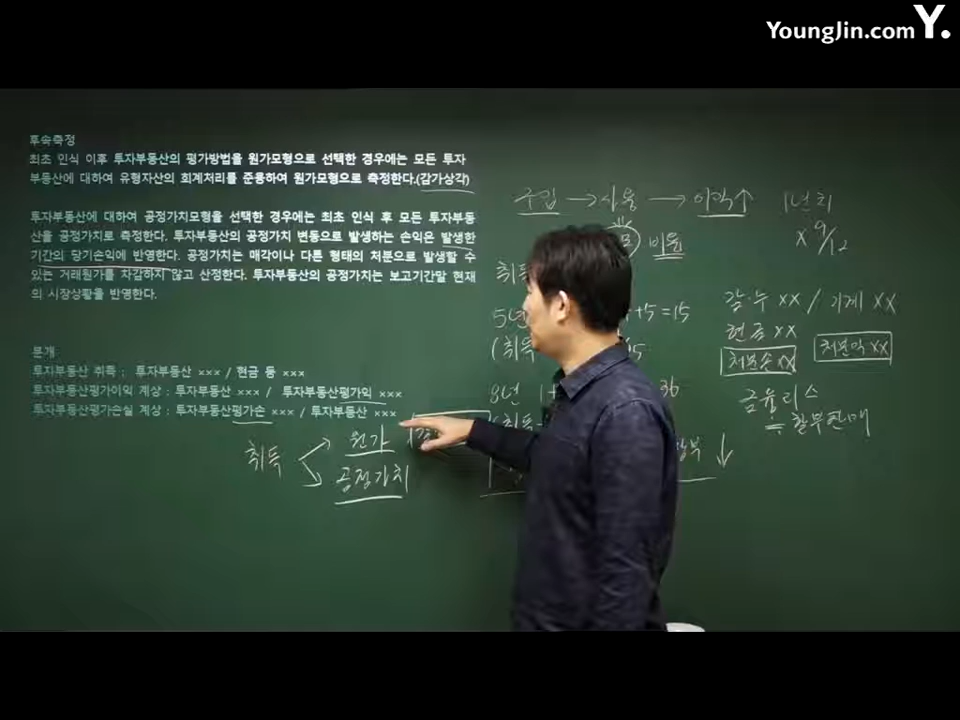 YoungJin.com Y.
후속측정
최초 인식 이후 투자부동산의 평가방법을 원가모형으로 선택한 경우에는 모든 투자
부동산에 대하여 유형자산의 회계처리를 준용하여 원가모형으로 측정한다.(감가상각)
투자부동산에 대하여 공정가치모형을 선택한 경우에는 최초 인식 후 모든 투자부동
산을 공정가치로 측정한다. 투자부동산의 공정가치 변동으로 발생하는 손익은 발생한
기간의 당기손익에 반영한다. 공정가치는 매각이나 다른 형태의 처분으로 발생할 수
있는 거래원가를 차감하지 않고 산정한다. 투자부동산의 공정가치는 보고기간말 현재
의 시장상황을 반영한다.
분개
투자부동산 취득 : 투자부동산 ××× / 현금 등 ×××
투자부동산평가이익 계상 : 투자부동산 ××× / 투자부동산평가익 ×××
투자부동산평가손실 계상 : 투자부동산평가손 ××× / 투자부동산 ×××
취득 → 원가
→ 공정가치
구입 → 사용 → 이익↑
비율
취득
5년 +5=15
(취득 5
8년 1+ 36
(취득
↓
1년치
x 9/12
감·누 xx / 기계 xx
현금 xx
처분손 xx 처분익 xx
금융리스
= 할부판매